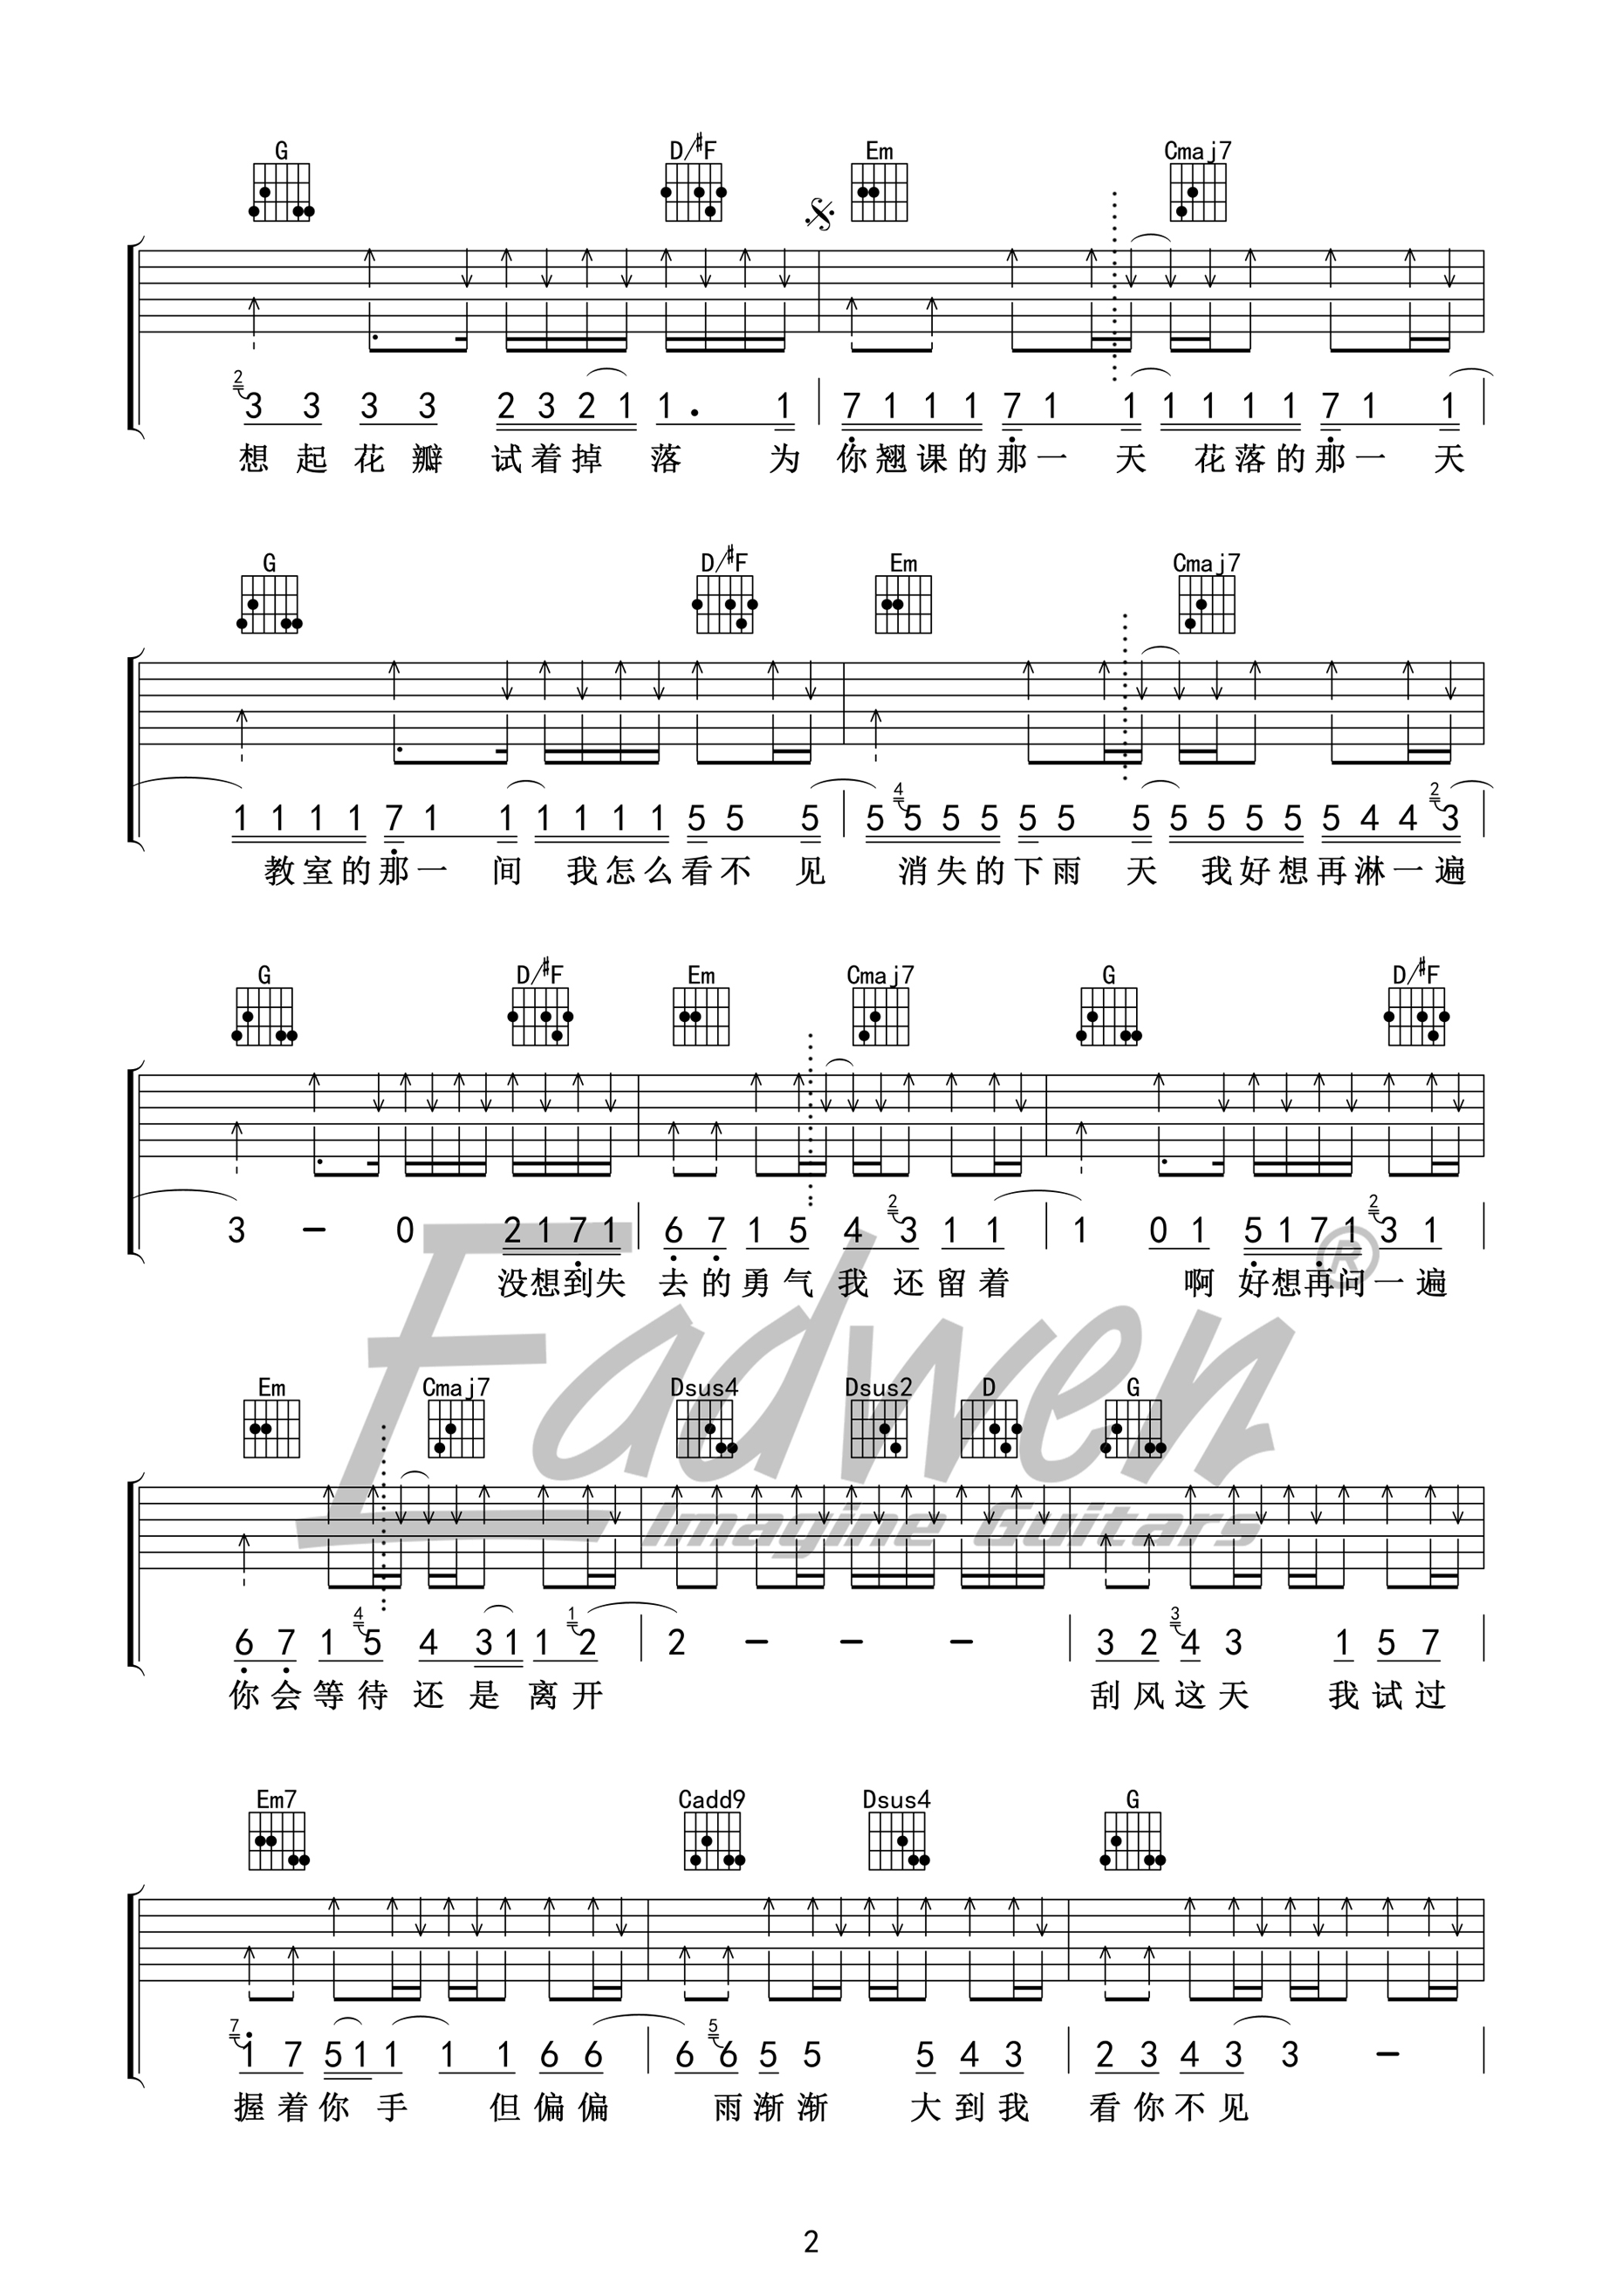 G D/#F Em Cmaj7
2 3 3 3 3 2 3 2 1 1. 1 7 1 1 1 7 1 1 1 1 1 1 7 1 1
想起花瓣 试着掉落 为 你翘课的那一 天 花落的那一 天
G D/#F Em Cmaj7
1 1 1 1 7 1 1 1 1 1 1 5 5 5 5 4 5 5 5 5 5 5 5 5 5 5 5 4 4 2 3
教室的那一 间 我怎么看不 见 消失的下雨 天 我好想再淋一遍
G D/#F Em Cmaj7 G D/#F
3 - 0 2 1 7 1 6 7 1 5 4 2 3 1 1 1 0 1 5 1 7 1 2 3 1
没想到失 去的勇气我还留着 啊 好想再问一遍
Em Cmaj7 Dsus4 Dsus2 D G
6 7 1 4 5 4 3 1 1 1 2 2 - - - 3 2 3 4 3 1 5 7
你会等待还是离开 刮风这天 我试过
Em7 Cadd9 Dsus4 G
7 1 7 5 1 1 1 1 6 6 6 5 6 5 5 5 4 3 2 3 4 3 3 -
握着你手 但偏偏 雨渐渐 大到我 看你不见
Fadwen®
Imagine Guitars
2